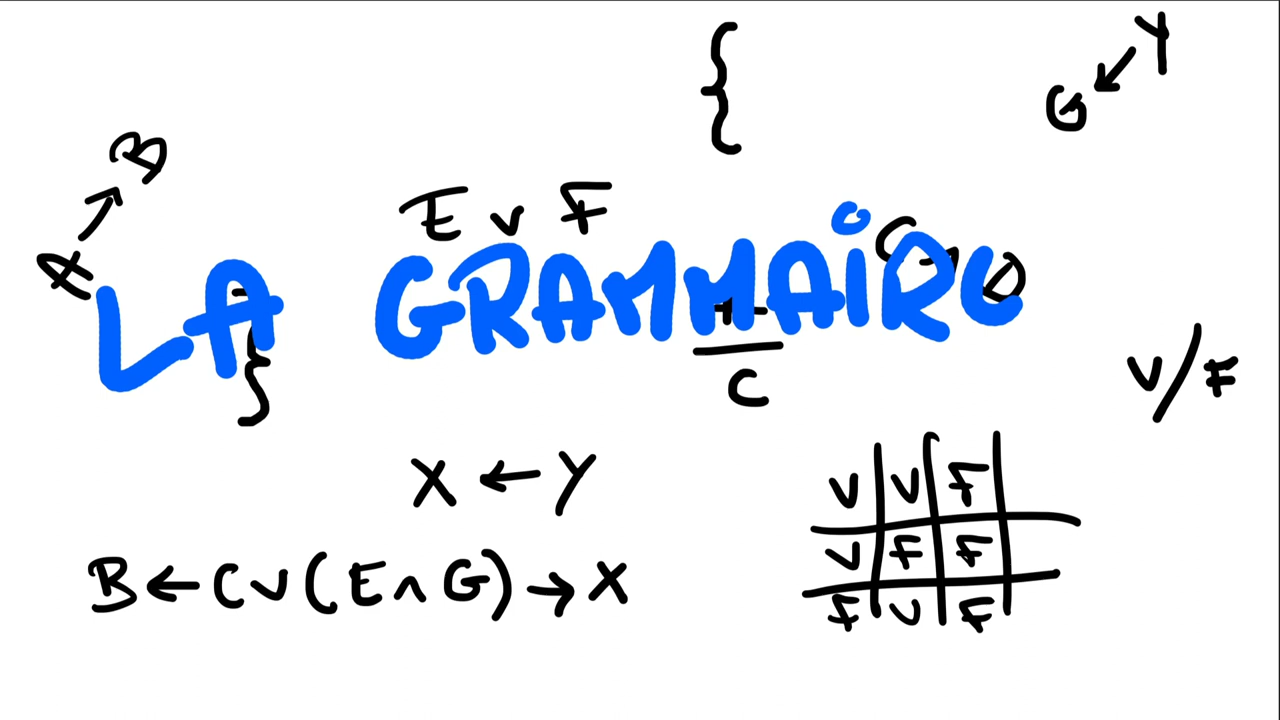 {
Y
↙
G
B
↗
A
E ∨ F
C → D
LA GRAMMAIRE
}
C
V/F
X ← Y
V V F
V F F
F V F
B ← C ∨ (E ∧ G) → X